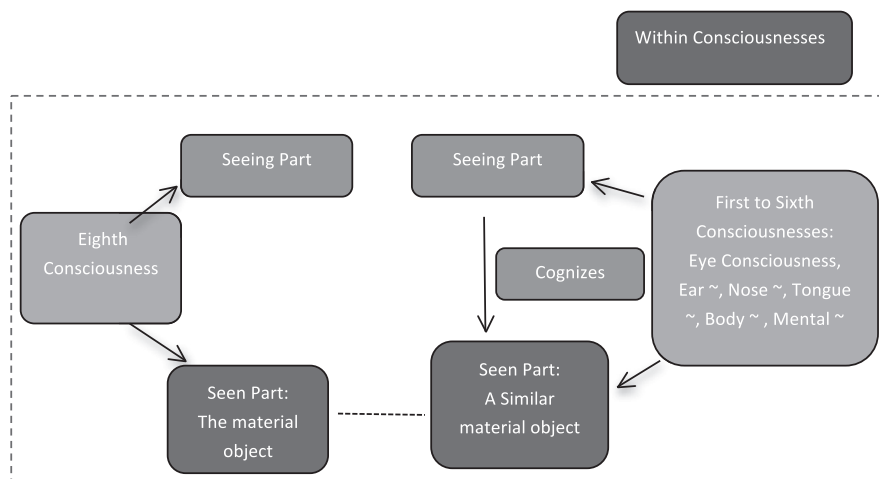 Within Consciousnesses
Seeing Part
Seeing Part
Eighth
Consciousness
First to Sixth
Consciousnesses:
Eye Consciousness,
Ear ~, Nose ~, Tongue
~, Body ~ , Mental ~
Cognizes
Seen Part:
The material
object
Seen Part:
A Similar
material object